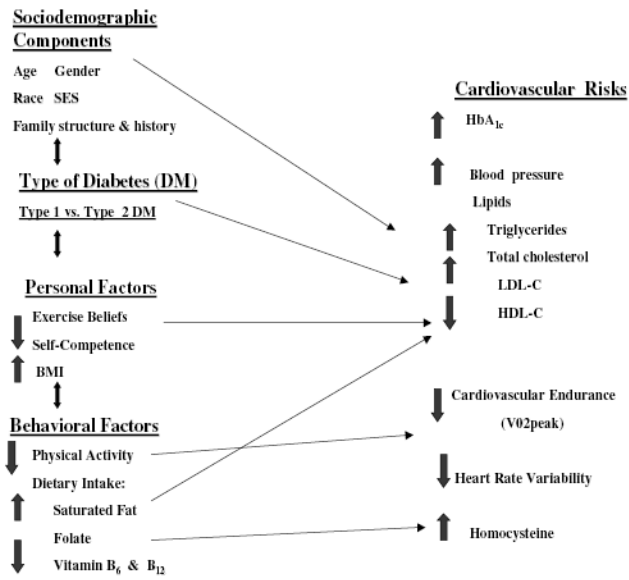 Sociodemographic
Components
Age Gender
Race SES
Family structure & history
Type of Diabetes (DM)
Type 1 vs. Type 2 DM
Personal Factors
Exercise Beliefs
Self-Competence
BMI
Behavioral Factors
Physical Activity
Dietary Intake:
Saturated Fat
Folate
Vitamin B6 & B12
Cardiovascular Risks
HbA1c
Blood pressure
Lipids
Triglycerides
Total cholesterol
LDL-C
HDL-C
Cardiovascular Endurance
(V02peak)
Heart Rate Variability
Homocysteine